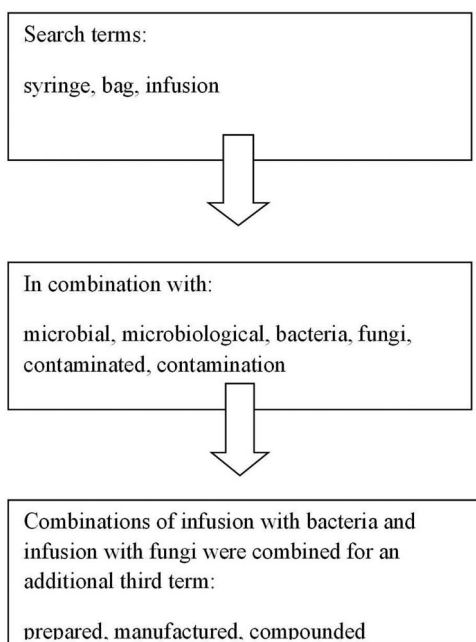 Search terms:
syringe, bag, infusion
In combination with:
microbial, microbiological, bacteria, fungi,
contaminated, contamination
Combinations of infusion with bacteria and
infusion with fungi were combined for an
additional third term:
prepared, manufactured, compounded